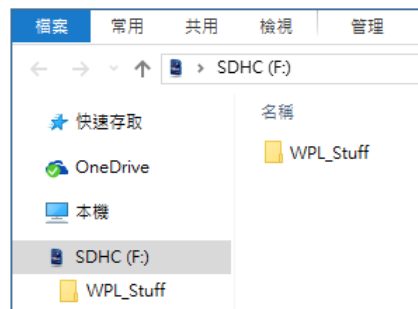 檔案 常用 共用 檢視 管理
SDHC (F:)
名稱
快速存取
WPL_Stuff
OneDrive
本機
SDHC (F:)
WPL_Stuff